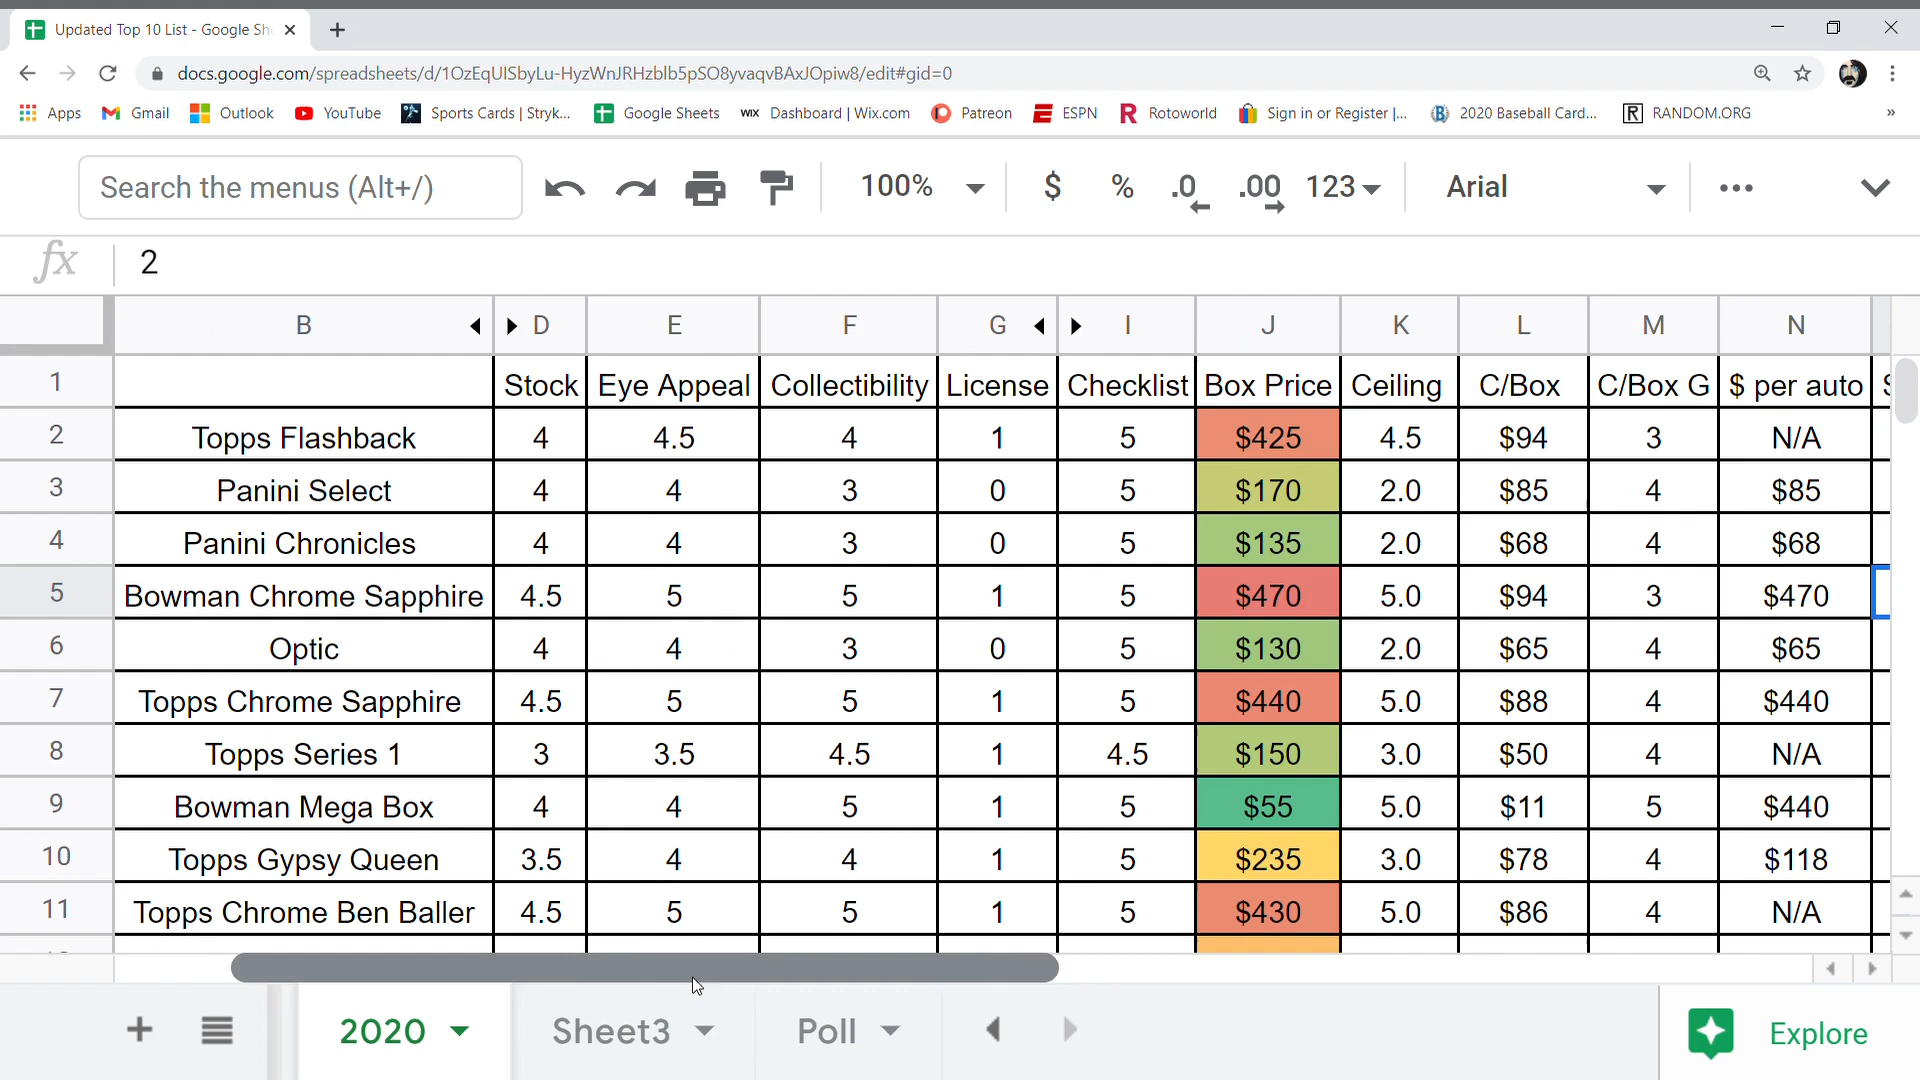 Updated Top 10 List - Google Sh
docs.google.com/spreadsheets/d/1OzEqUISbyLu-HyzWnJRHzblb5pSO8yvaqvBAxJOpiw8/edit#gid=0
Apps Gmail Outlook YouTube Sports Cards | Stryk... Google Sheets WIX Dashboard | Wix.com Patreon ESPN R Rotoworld Sign in or Register |... B 2020 Baseball Card... R RANDOM.ORG »
Search the menus (Alt+/) 100% $ % .0 .00 123 Arial
fx 2
B D E F G I J K L M N
1 Stock Eye Appeal Collectibility License Checklist Box Price Ceiling C/Box C/Box G $ per auto
2 Topps Flashback 4 4.5 4 1 5 $425 4.5 $94 3 N/A
3 Panini Select 4 4 3 0 5 $170 2.0 $85 4 $85
4 Panini Chronicles 4 4 3 0 5 $135 2.0 $68 4 $68
5 Bowman Chrome Sapphire 4.5 5 5 1 5 $470 5.0 $94 3 $470
6 Optic 4 4 3 0 5 $130 2.0 $65 4 $65
7 Topps Chrome Sapphire 4.5 5 5 1 5 $440 5.0 $88 4 $440
8 Topps Series 1 3 3.5 4.5 1 4.5 $150 3.0 $50 4 N/A
9 Bowman Mega Box 4 4 5 1 5 $55 5.0 $11 5 $440
10 Topps Gypsy Queen 3.5 4 4 1 5 $235 3.0 $78 4 $118
11 Topps Chrome Ben Baller 4.5 5 5 1 5 $430 5.0 $86 4 N/A
2020 Sheet3 Poll Explore